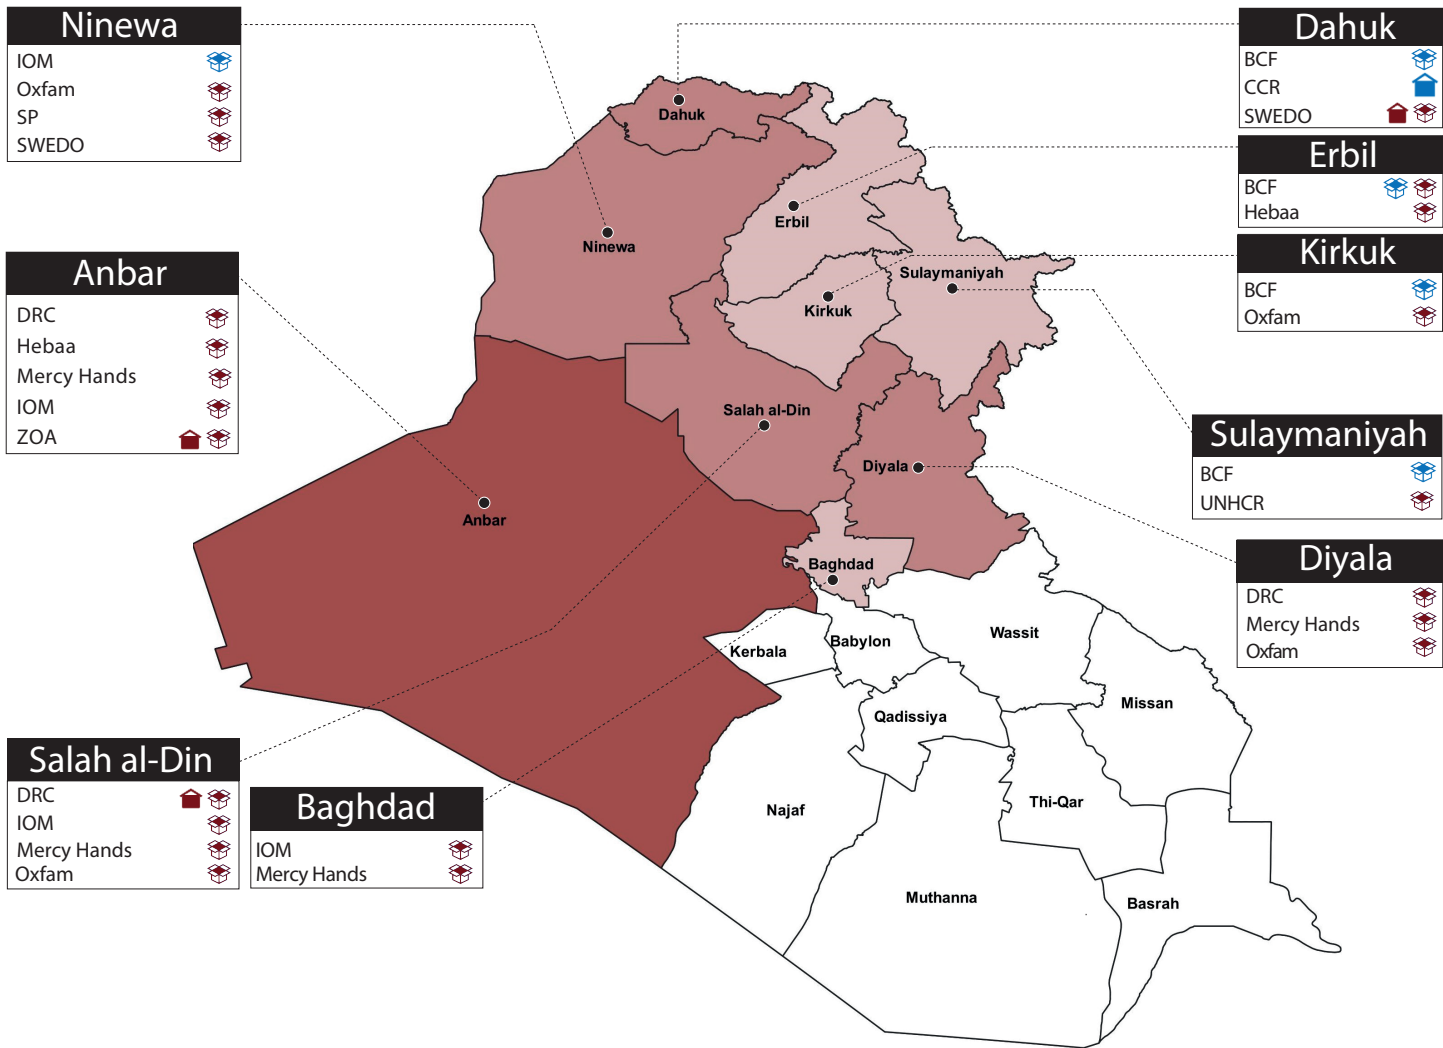 Ninewa
IOM
Oxfam
SP
SWEDO
Dahuk
BCF
CCR
SWEDO
Erbil
BCF
Hebaa
Kirkuk
BCF
Oxfam
Anbar
DRC
Hebaa
Mercy Hands
IOM
ZOA
Sulaymaniyah
BCF
UNHCR
Diyala
DRC
Mercy Hands
Oxfam
Salah al-Din
DRC
IOM
Mercy Hands
Oxfam
Baghdad
IOM
Mercy Hands
Dahuk
Ninewa
Erbil
Sulaymaniyah
Kirkuk
Salah al-Din
Diyala
Anbar
Baghdad
Kerbala
Babylon
Wassit
Qadissiya
Missan
Najaf
Thi-Qar
Muthanna
Basrah